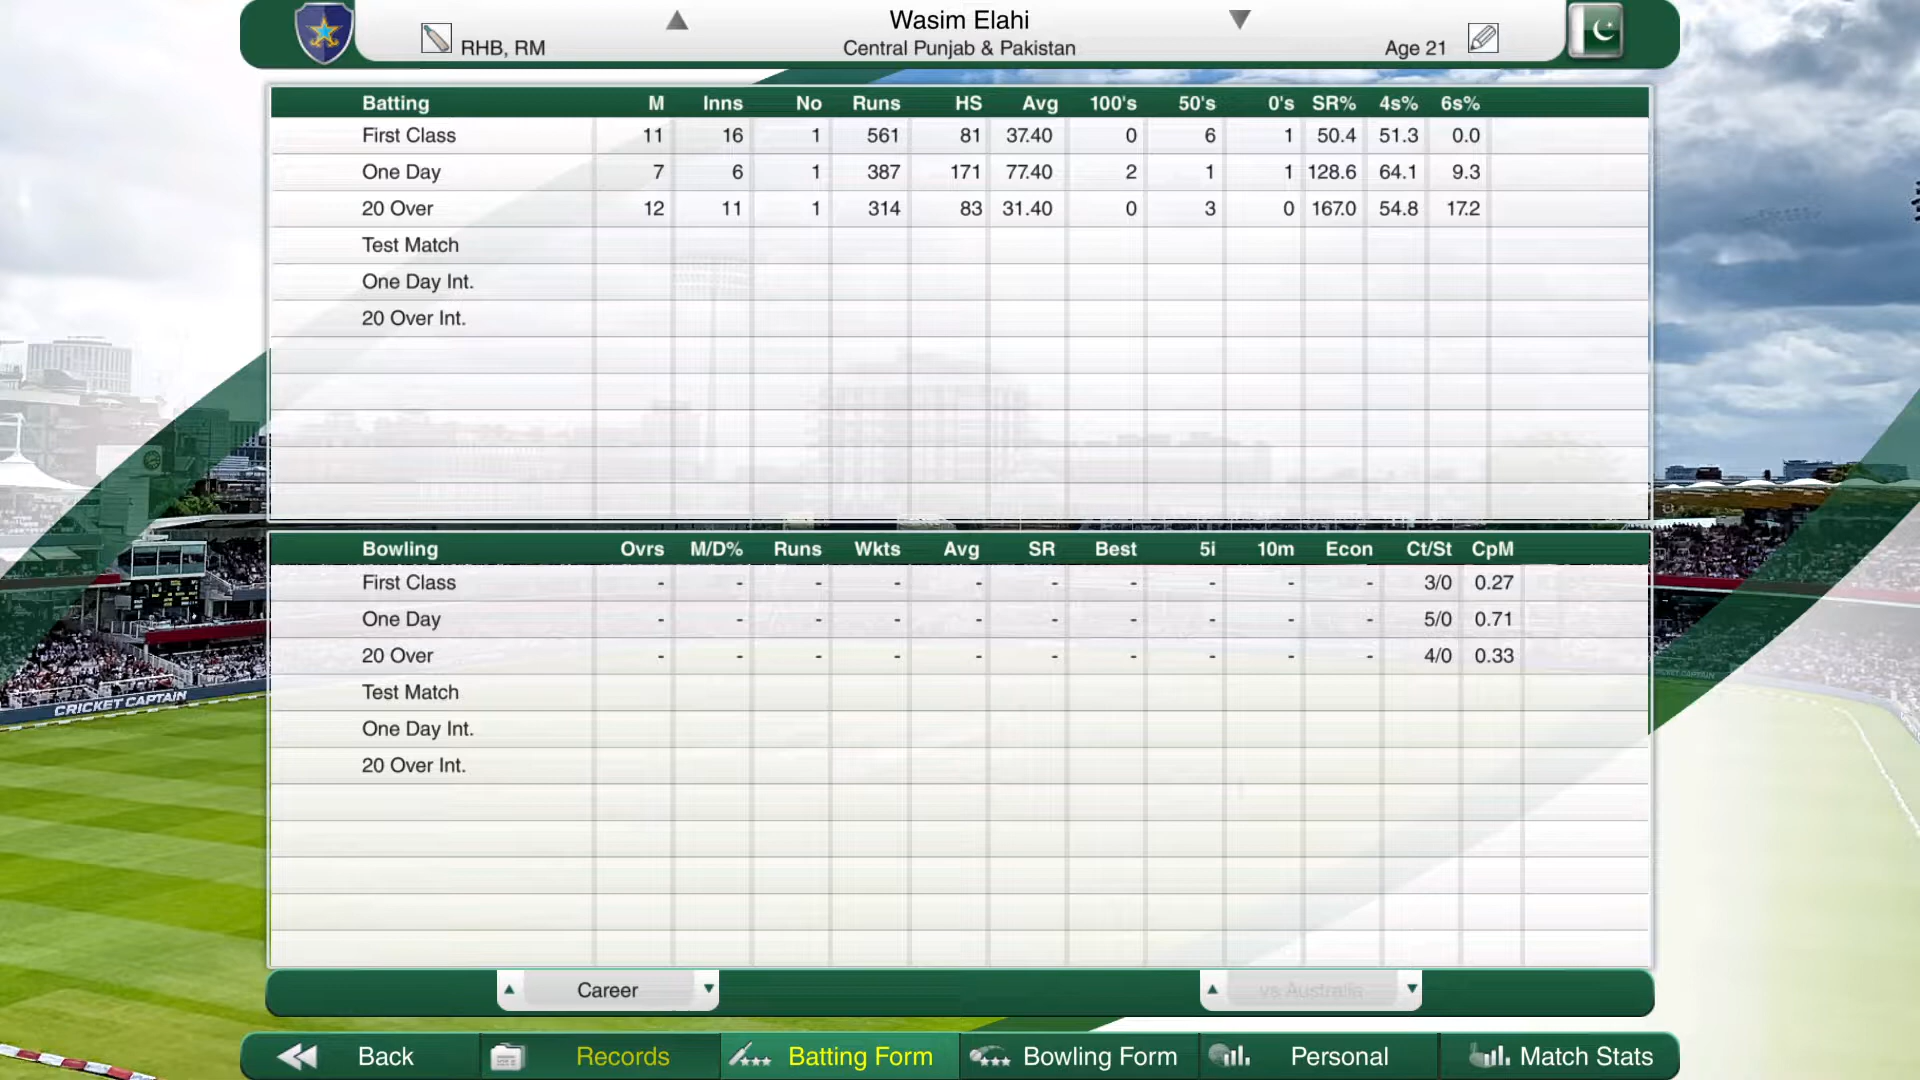 Wasim Elahi
RHB, RM
Central Punjab & Pakistan
Age 21
Batting M Inns No Runs HS Avg 100's 50's 0's SR% 4s% 6s%
First Class 11 16 1 561 81 37.40 0 6 1 50.4 51.3 0.0
One Day 7 6 1 387 171 77.40 2 1 1 128.6 64.1 9.3
20 Over 12 11 1 314 83 31.40 0 3 0 167.0 54.8 17.2
Test Match
One Day Int.
20 Over Int.
Bowling Ovrs M/D% Runs Wkts Avg SR Best 5i 10m Econ Ct/St CpM
First Class - - - - - - - - - - 3/0 0.27
One Day - - - - - - - - - - 5/0 0.71
20 Over - - - - - - - - - - 4/0 0.33
Test Match
One Day Int.
20 Over Int.
CRICKET CAPTAIN
Career
vs Australia
Back Records Batting Form Bowling Form Personal Match Stats